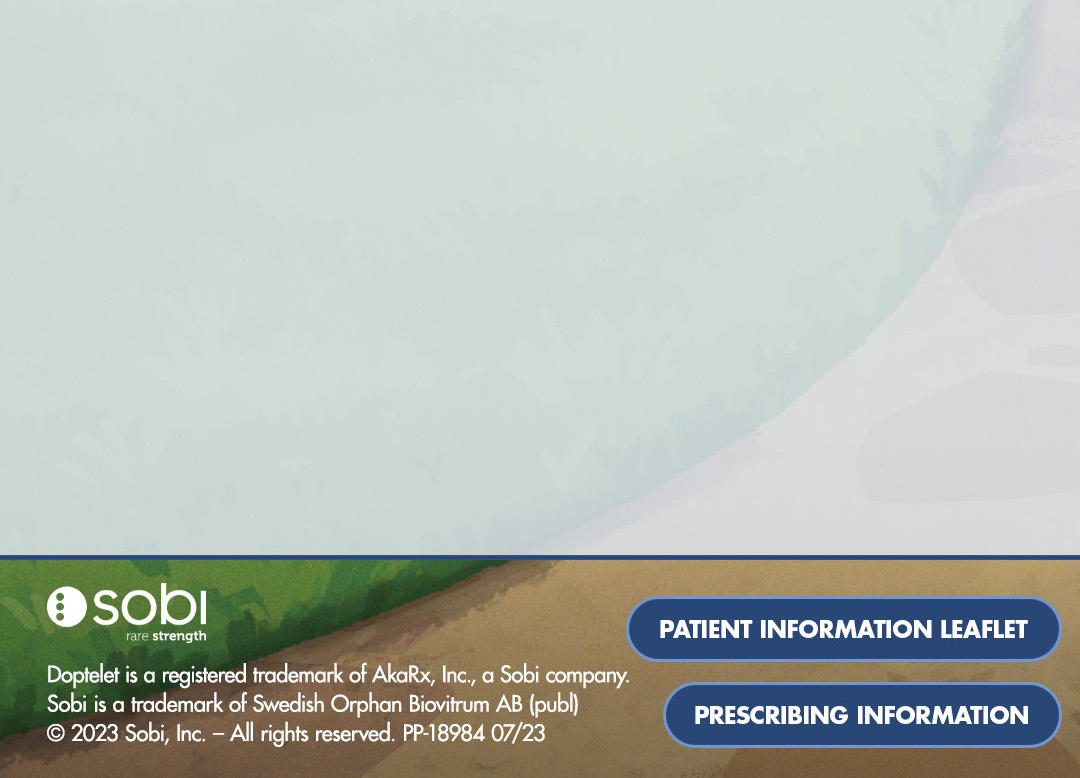 sobi
rare strength
Doptelet is a registered trademark of AkaRx, Inc., a Sobi company.
Sobi is a trademark of Swedish Orphan Biovitrum AB (publ)
© 2023 Sobi, Inc. – All rights reserved. PP-18984 07/23
PATIENT INFORMATION LEAFLET
PRESCRIBING INFORMATION